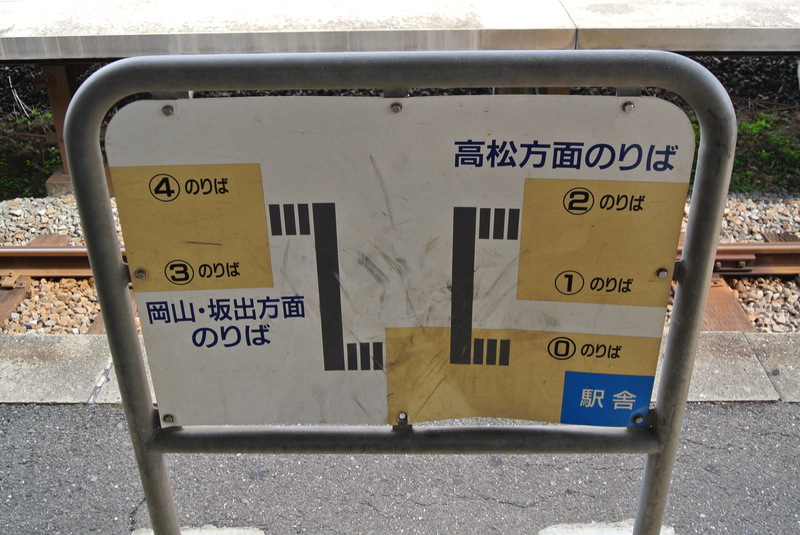 高松方面のりば
④ のりば
② のりば
③ のりば
① のりば
岡山・坂出方面
のりば
⓪ のりば
駅舎